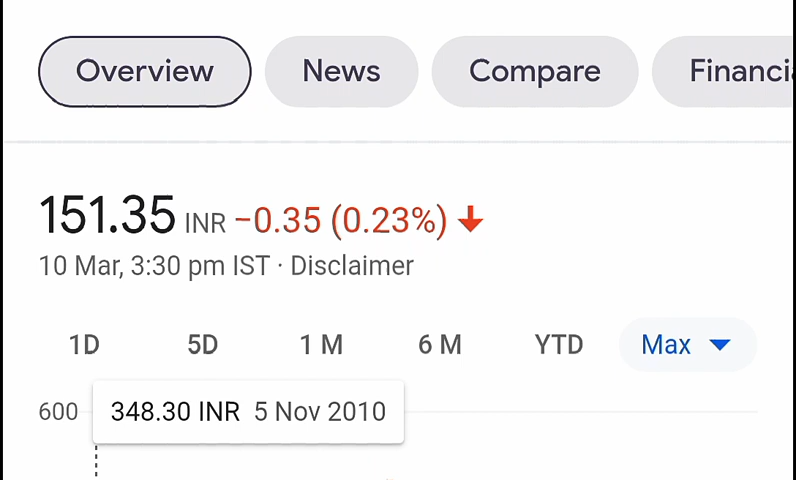 Overview News Compare Financi
151.35 INR −0.35 (0.23%)
10 Mar, 3:30 pm IST · Disclaimer
1D 5D 1 M 6 M YTD Max
600 348.30 INR 5 Nov 2010